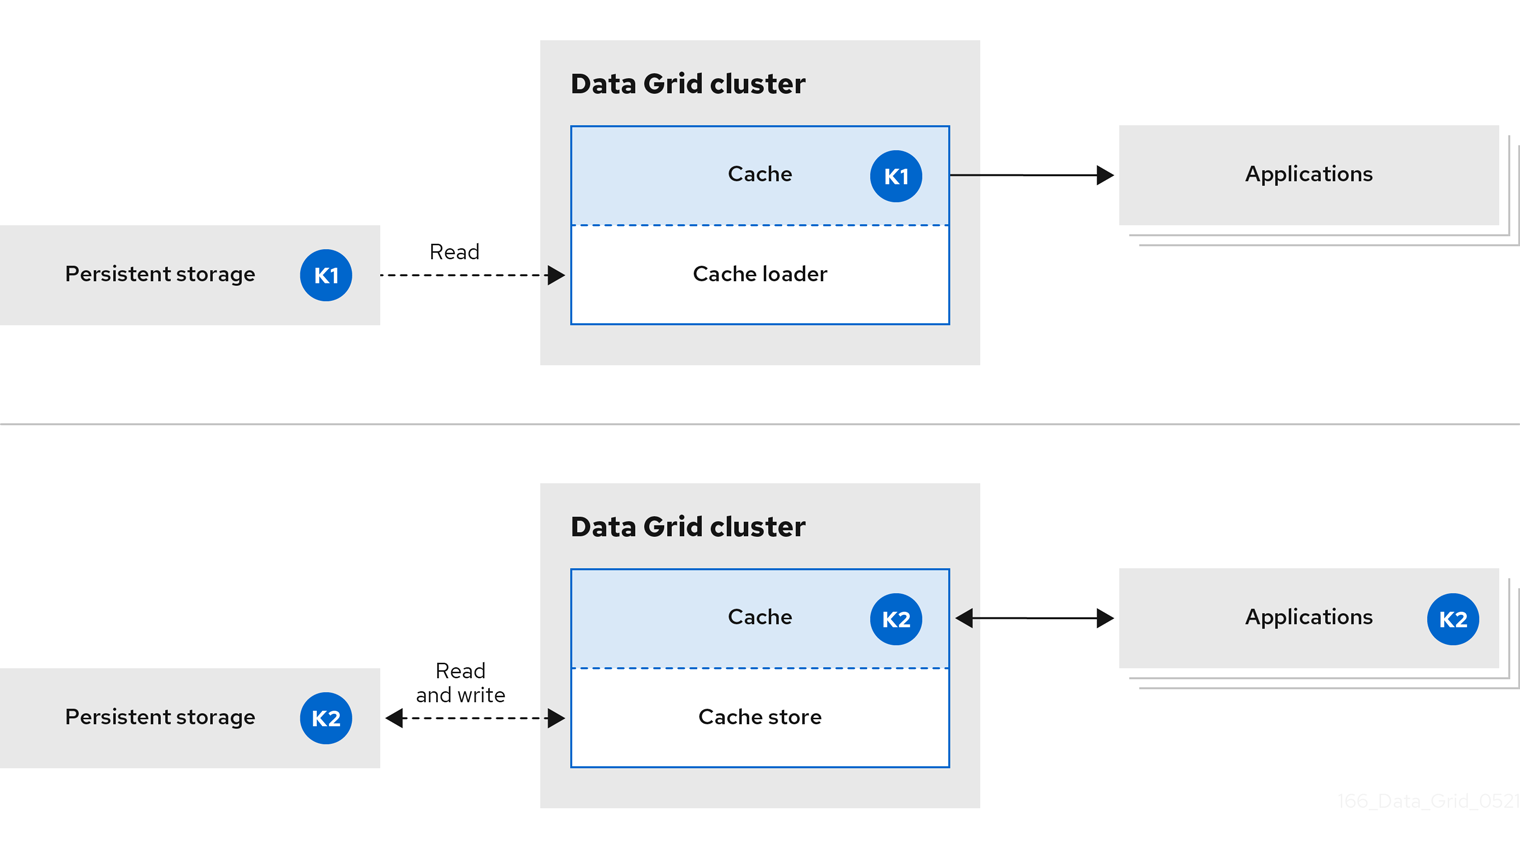 Data Grid cluster
Cache
K1
Applications
Read
Persistent storage
K1
Cache loader
Data Grid cluster
Cache
K2
Applications
K2
Read
and write
Persistent storage
K2
Cache store
166_Data_Grid_0521